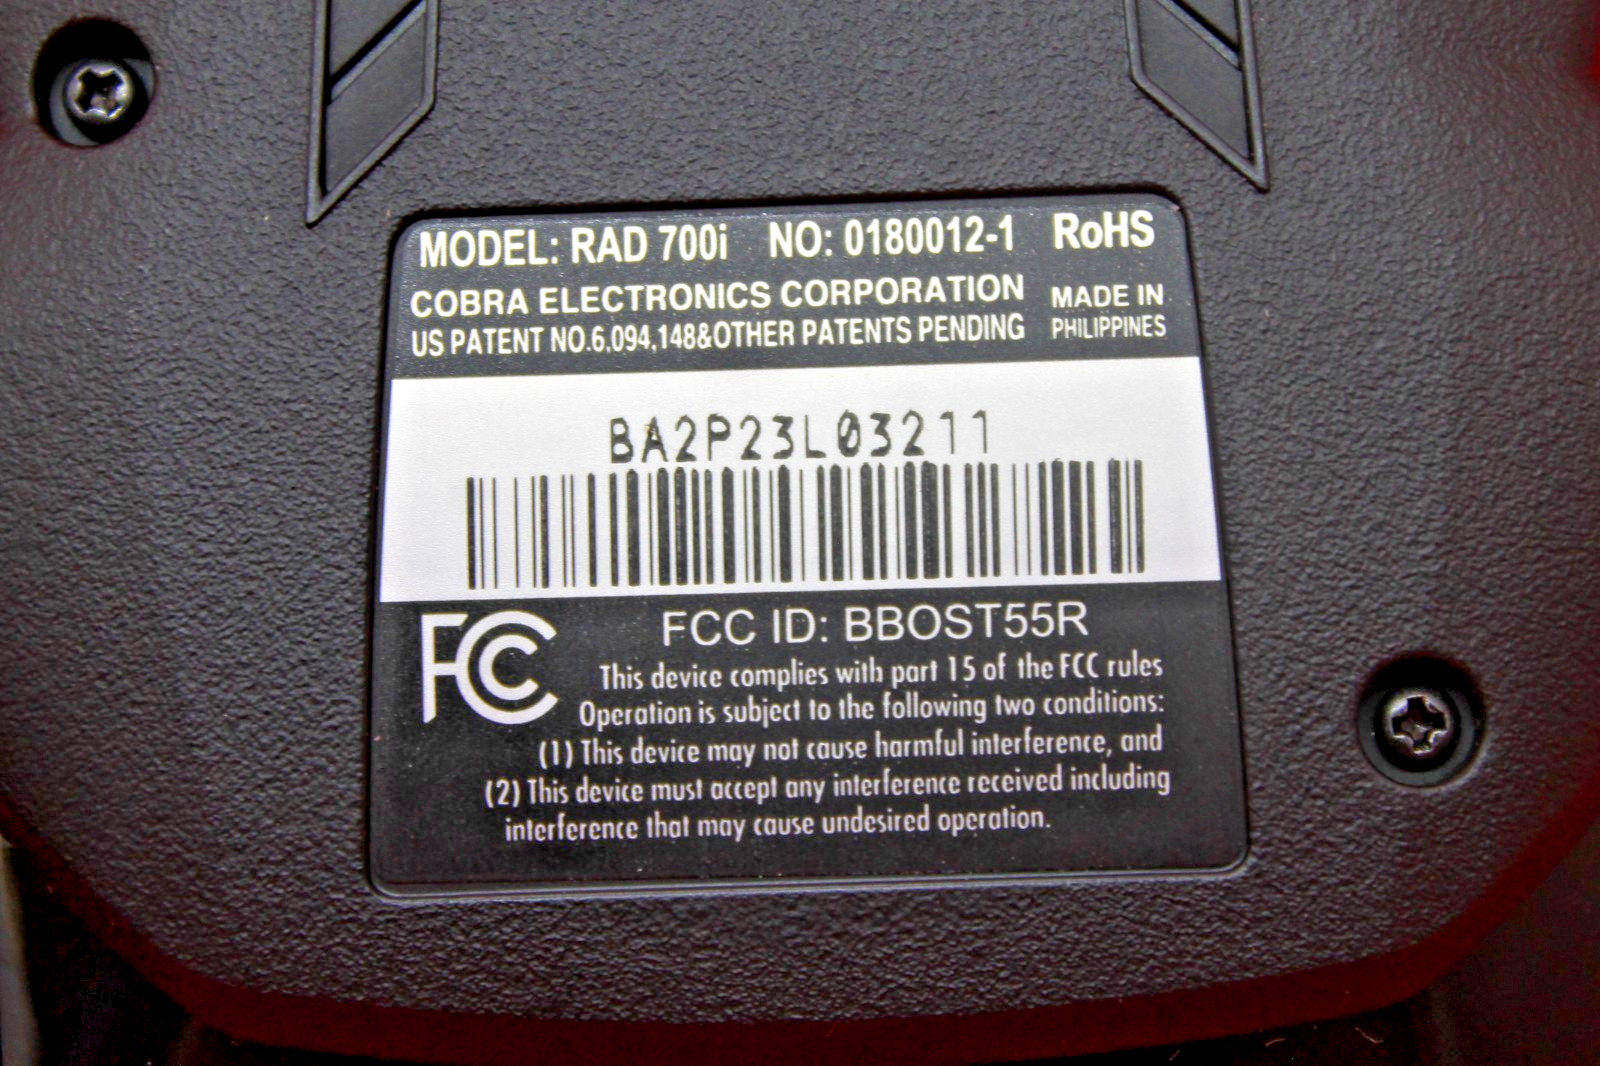 MODEL: RAD 700i NO: 0180012-1 RoHS
COBRA ELECTRONICS CORPORATION MADE IN
US PATENT NO.6,094,148&OTHER PATENTS PENDING PHILIPPINES
BA2P23L03211
FCC FCC ID: BBOST55R
This device complies with part 15 of the FCC rules
Operation is subject to the following two conditions:
(1) This device may not cause harmful interference, and
(2) This device must accept any interference received including
interference that may cause undesired operation.